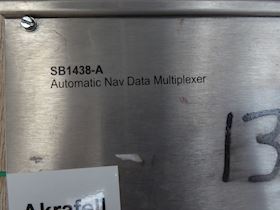 SB1438-A
Automatic Nav Data Multiplexer
13
Akrafell